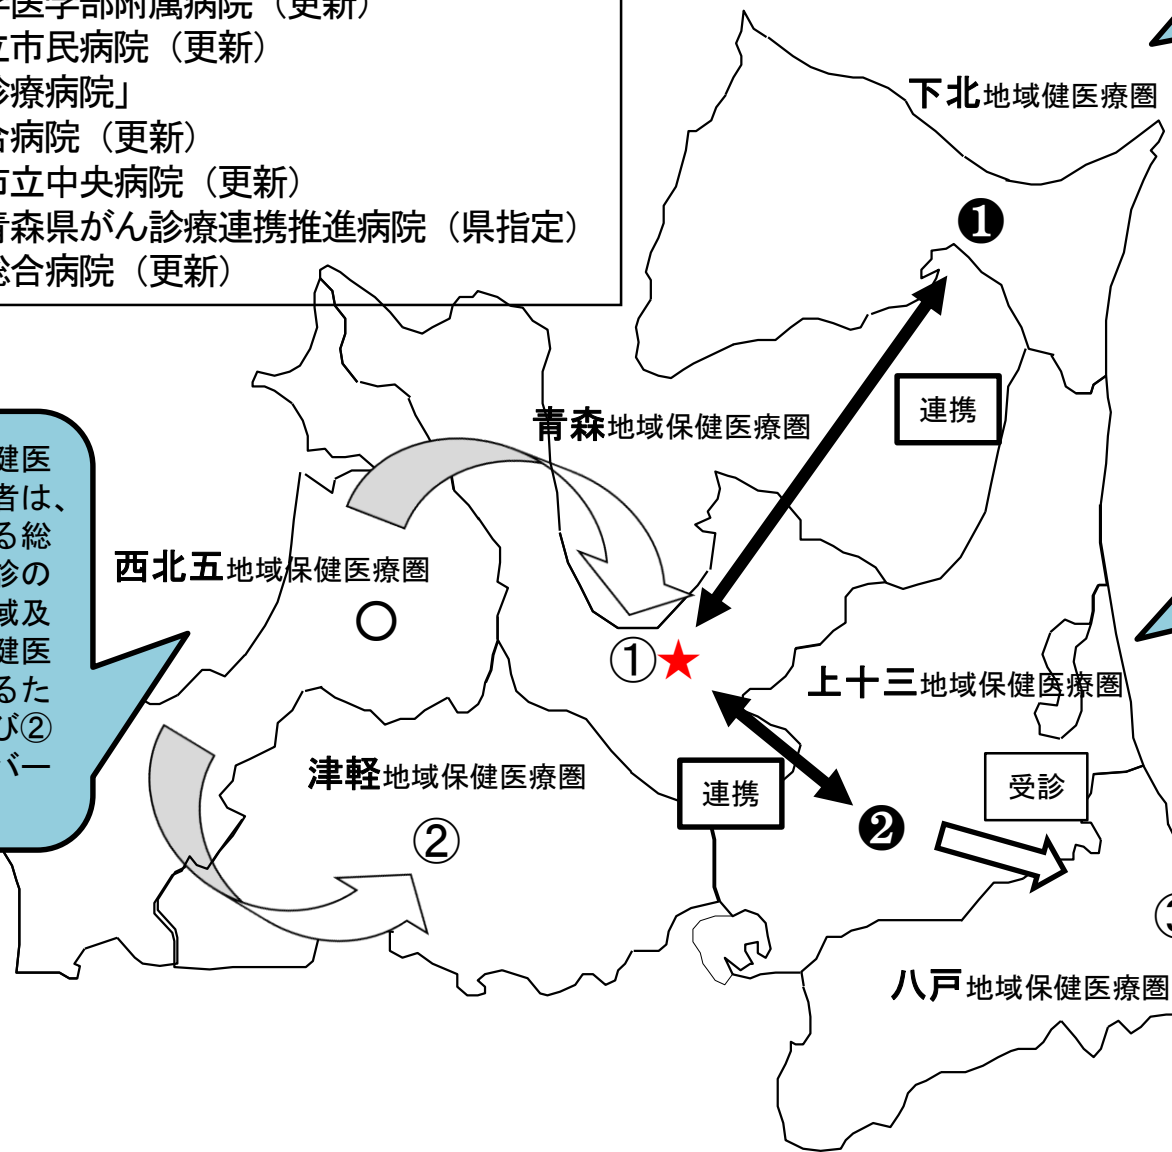 学医学部附属病院（更新）
立市民病院（更新）
診療病院」
合病院（更新）
市立中央病院（更新）
青森県がん診療連携推進病院（県指定）
総合病院（更新）
下北地域健医療圏
❶
連携
青森地域保健医療圏
健医
者は、
る総
診の
域及
健医
るた
び②
バー
西北五地域保健医療圏
○
①★
上十三地域保健医療圏
津軽地域保健医療圏
連携
受診
②
❷
八戸地域保健医療圏